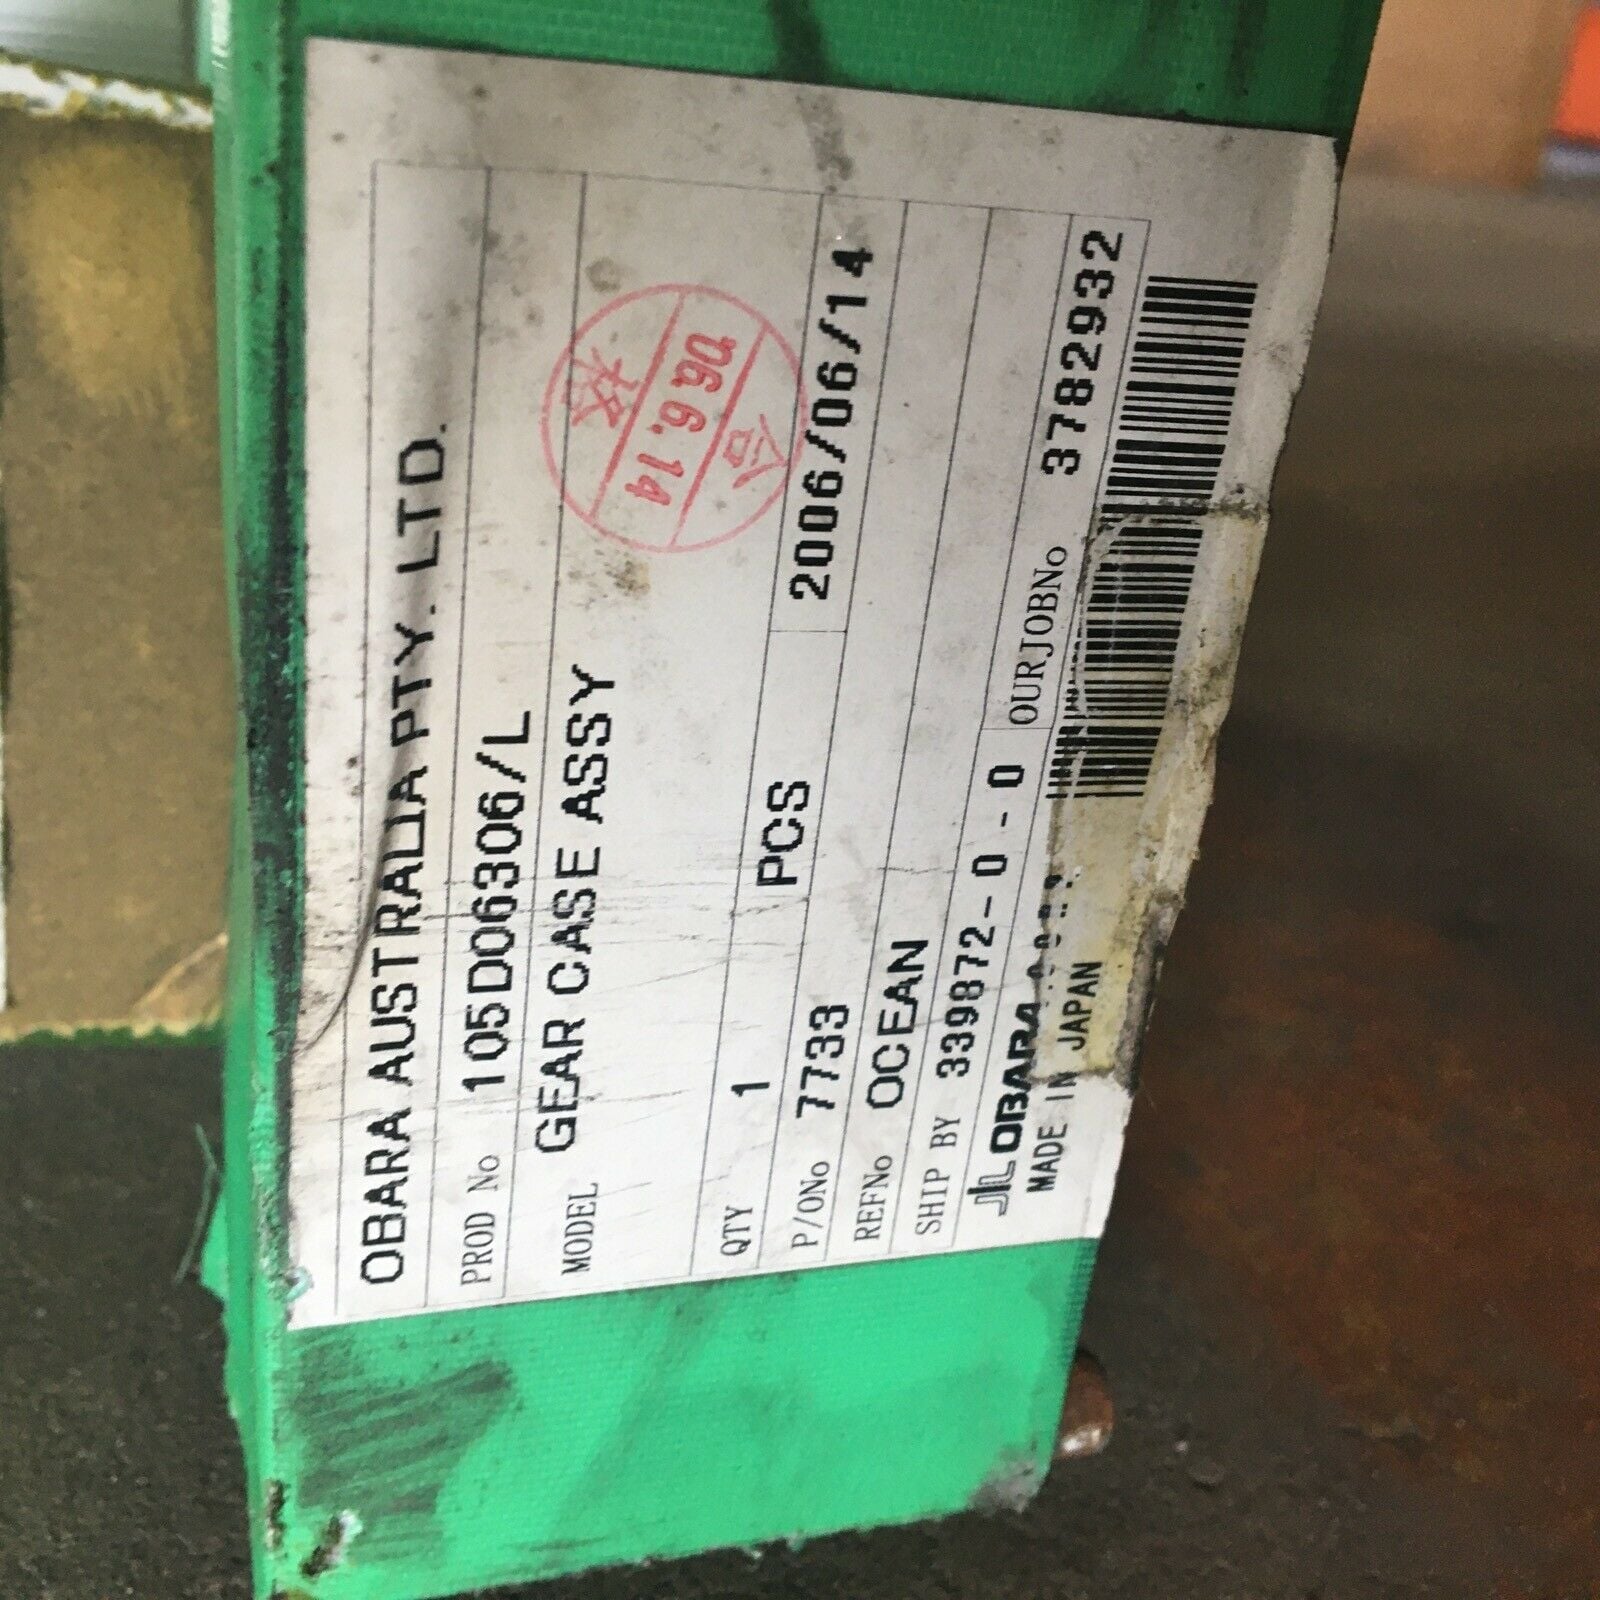 OBARA AUSTRALIA PTY. LTD.
PROD No 105D06306/L
MODEL GEAR CASE ASSY
合
'06.6.14
検
QTY 1 PCS
P/ONo 7733 2006/06/14
REFNo OCEAN
SHIP BY 339872-0-0 OURJOBNo 3782932
OBARA
MADE IN JAPAN